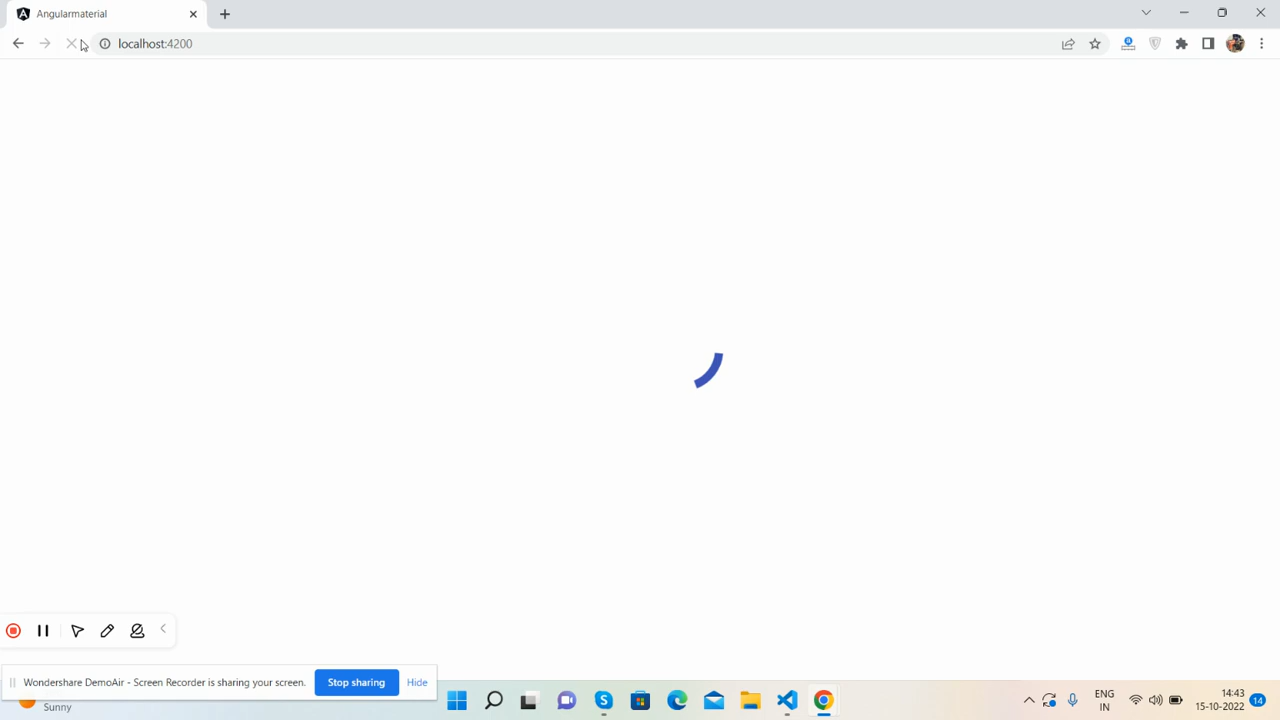 Angularmaterial
localhost:4200
Wondershare DemoAir - Screen Recorder is sharing your screen.
Stop sharing
Hide
Sunny
ENG
IN
14:43
15-10-2022
14